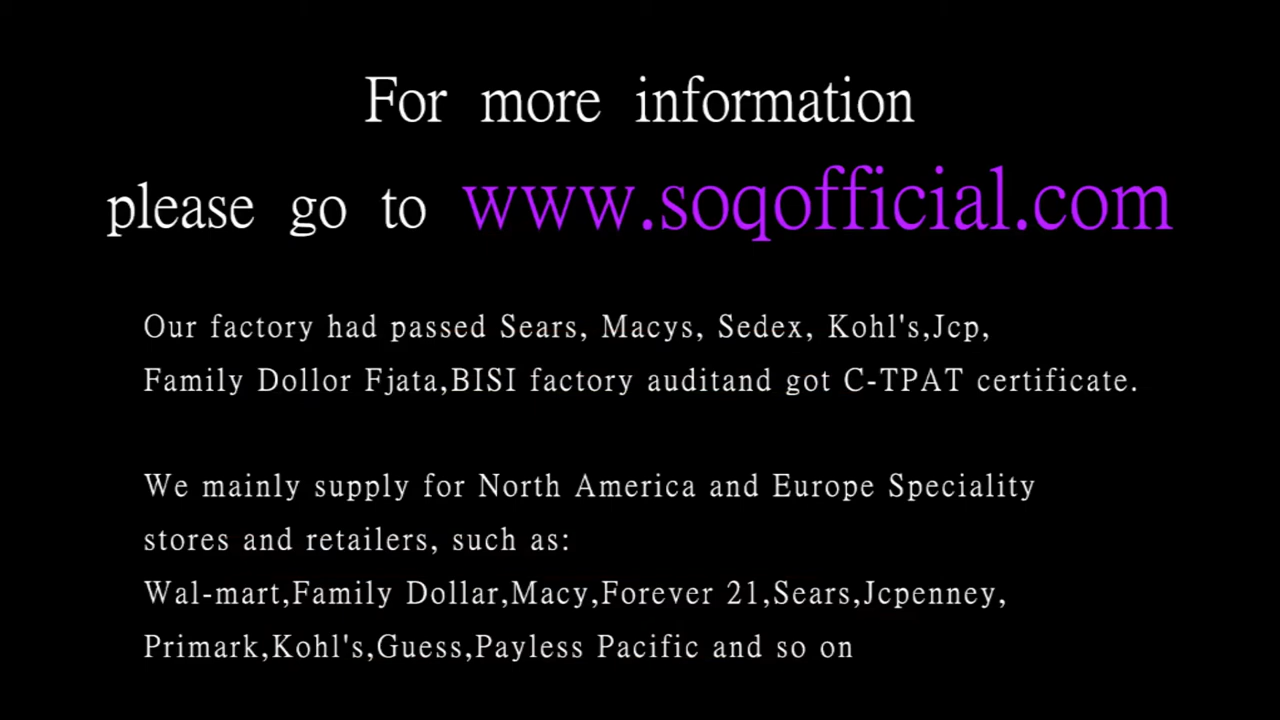 For more information
please go to www.soqofficial.com
Our factory had passed Sears, Macys, Sedex, Kohl's,Jcp,
Family Dollor Fjata,BISI factory auditand got C-TPAT certificate.
We mainly supply for North America and Europe Speciality
stores and retailers, such as:
Wal-mart,Family Dollar,Macy,Forever 21,Sears,Jcpenney,
Primark,Kohl's,Guess,Payless Pacific and so on